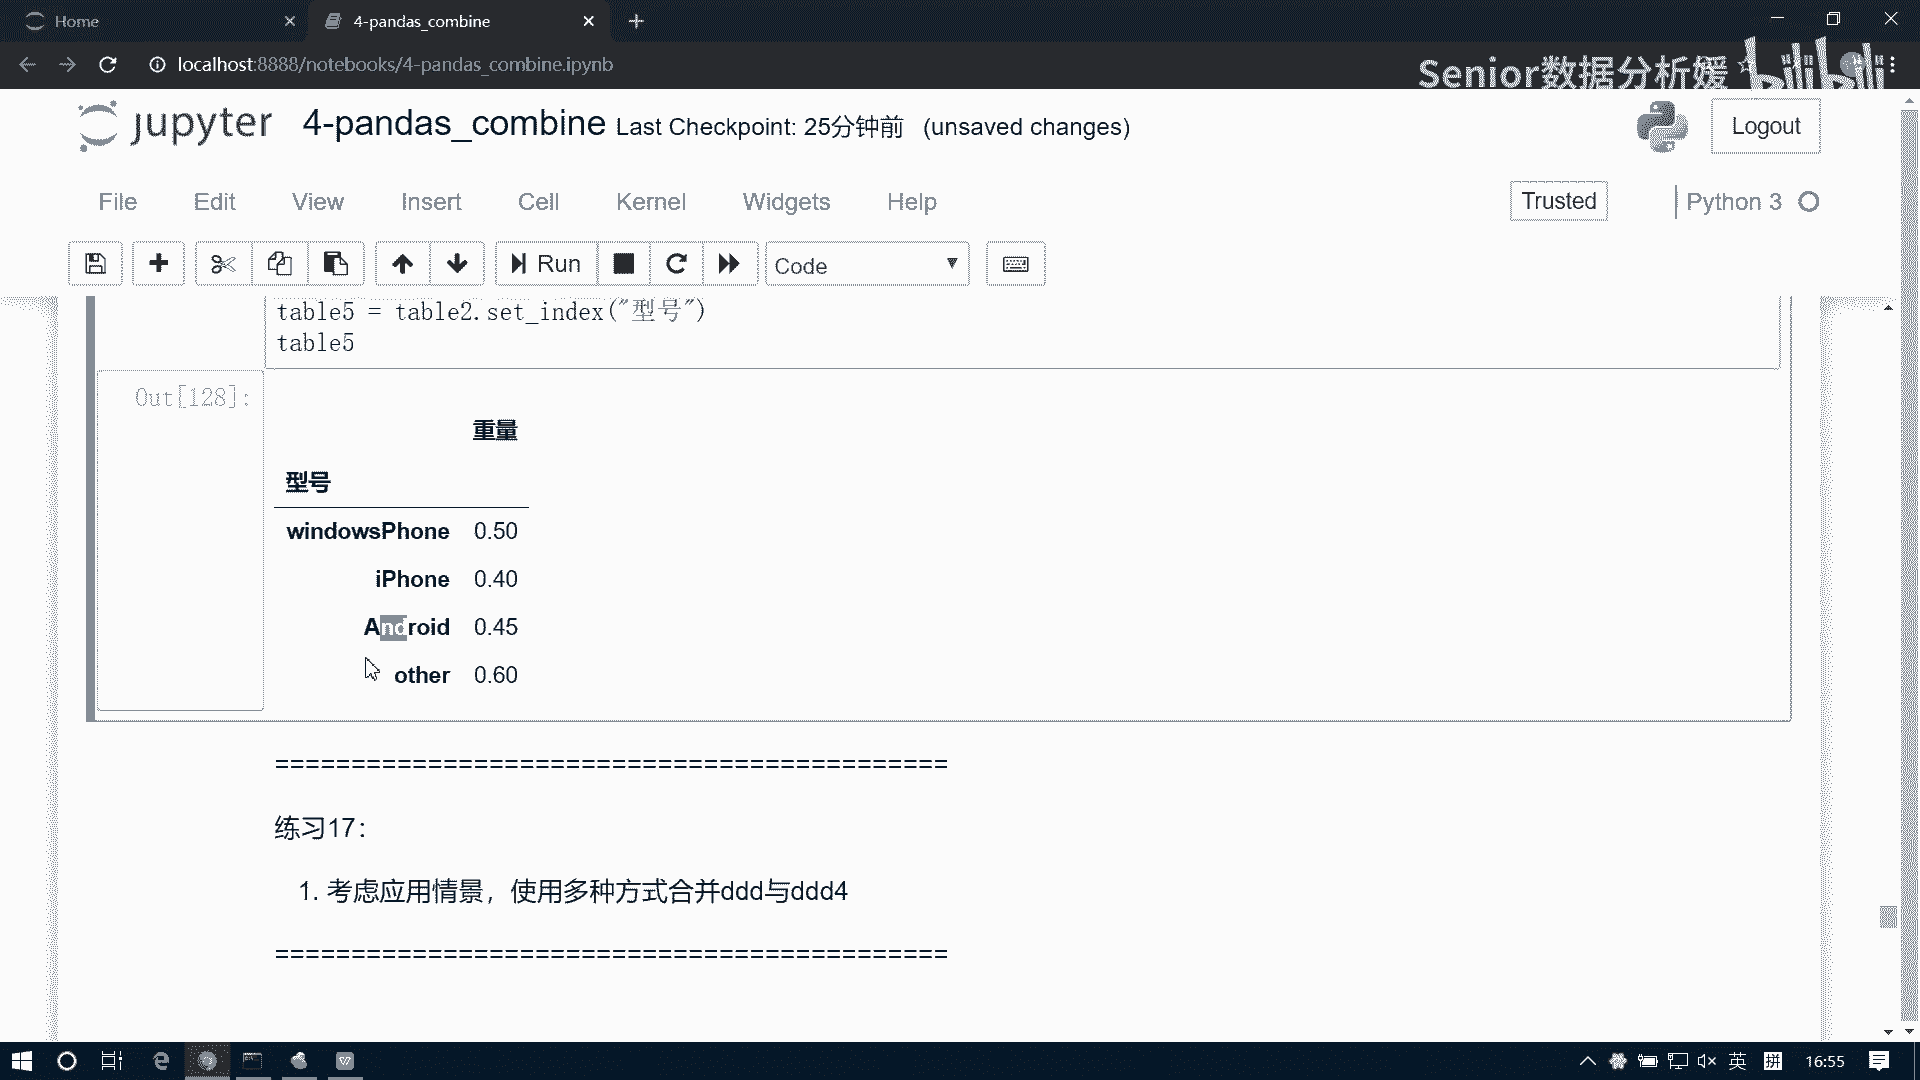 Home
4-pandas_combine
localhost:8888/notebooks/4-pandas_combine.ipynb
Senior数据分析媛
bilibili
jupyter 4-pandas_combine Last Checkpoint: 25分钟前 (unsaved changes)
Logout
File Edit View Insert Cell Kernel Widgets Help
Trusted
Python 3
Run
Code
table5 = table2.set_index("型号")
table5
Out[128]:
重量
型号
windowsPhone 0.50
iPhone 0.40
Android 0.45
other 0.60
============================================
练习17：
1. 考虑应用情景，使用多种方式合并ddd与ddd4
============================================
英 拼 16:55